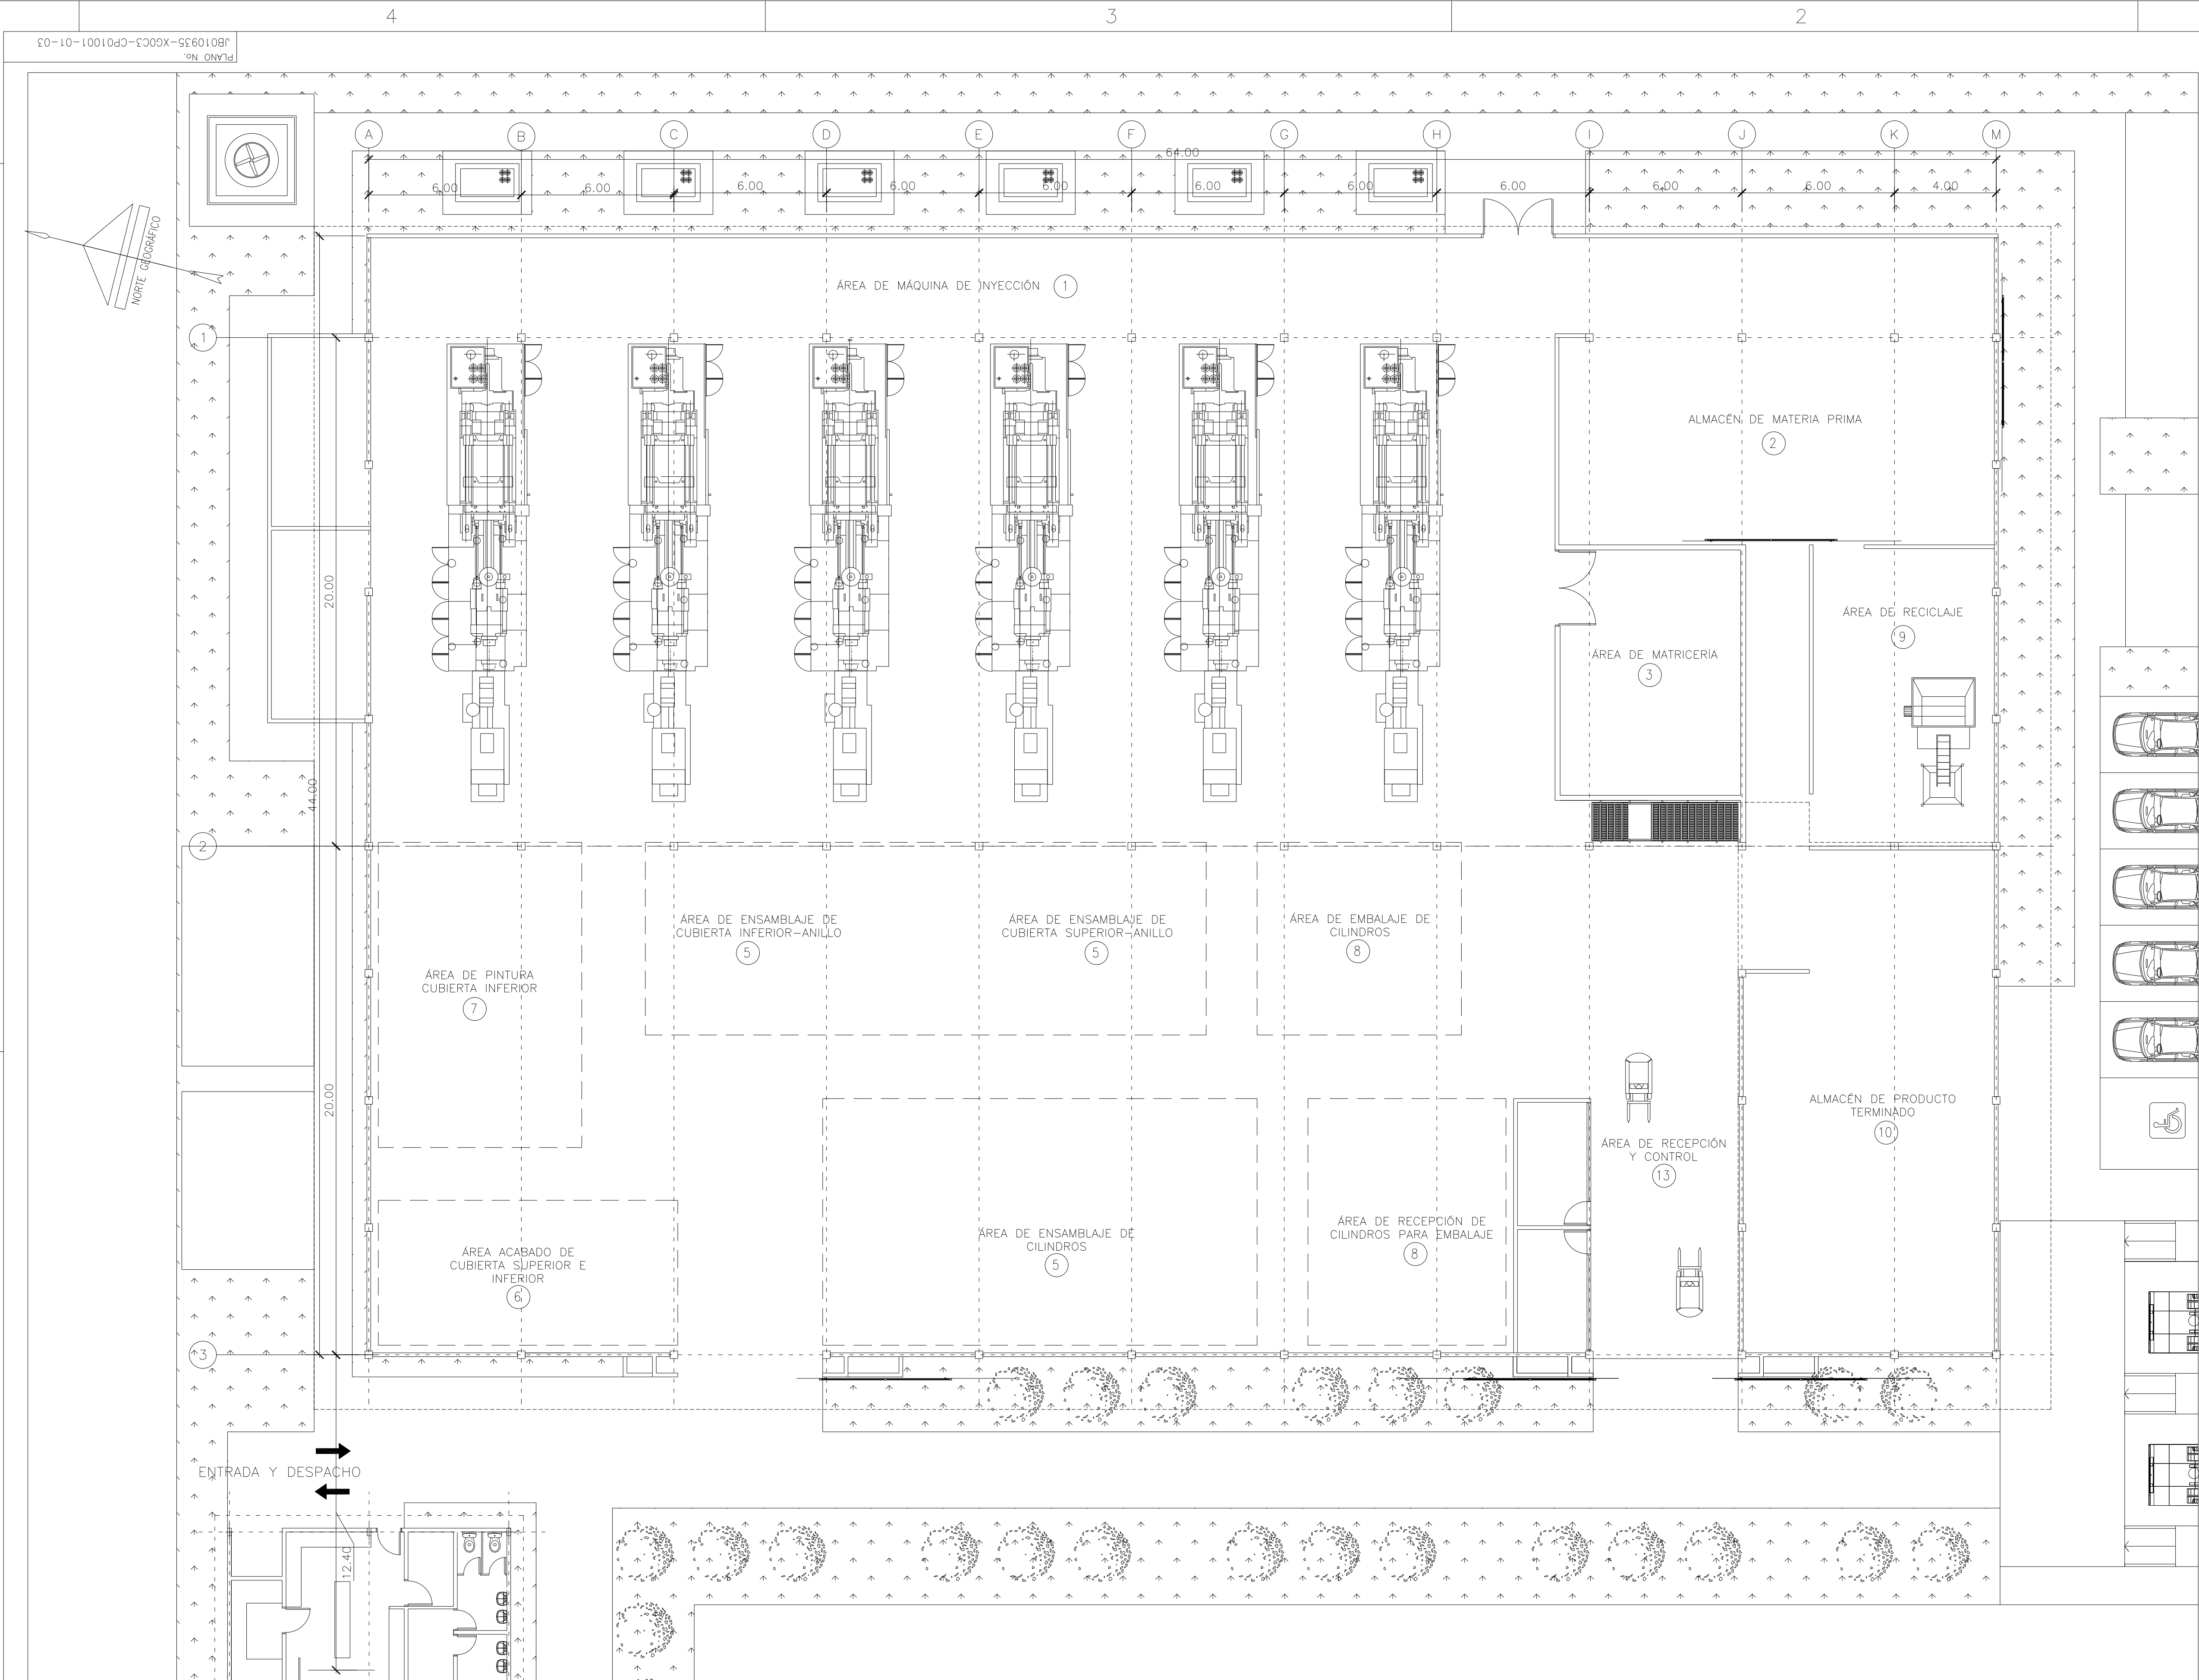 4
3
2
PLANO No.
JB010935-XG0C3-CP01001-01-03
A
B
C
D
E
F
G
H
I
J
K
M
64.00
6.00
6.00
6.00
6.00
6.00
6.00
6.00
6.00
6.00
6.00
4.00
NORTE GEOGRÁFICO
ÁREA DE MÁQUINA DE INYECCIÓN 1
1
ALMACÉN DE MATERIA PRIMA
2
20.00
ÁREA DE RECICLAJE
9
ÁREA DE MATRICERÍA
3
44.00
2
ÁREA DE ENSAMBLAJE DE
CUBIERTA INFERIOR-ANILLO
5
ÁREA DE ENSAMBLAJE DE
CUBIERTA SUPERIOR-ANILLO
5
ÁREA DE EMBALAJE DE
CILINDROS
8
ÁREA DE PINTURA
CUBIERTA INFERIOR
7
20.00
ALMACÉN DE PRODUCTO
TERMINADO
10
ÁREA DE RECEPCIÓN
Y CONTROL
13
ÁREA ACABADO DE
CUBIERTA SUPERIOR E
INFERIOR
6
ÁREA DE ENSAMBLAJE DE
CILINDROS
5
ÁREA DE RECEPCIÓN DE
CILINDROS PARA EMBALAJE
8
3
ENTRADA Y DESPACHO
12.40